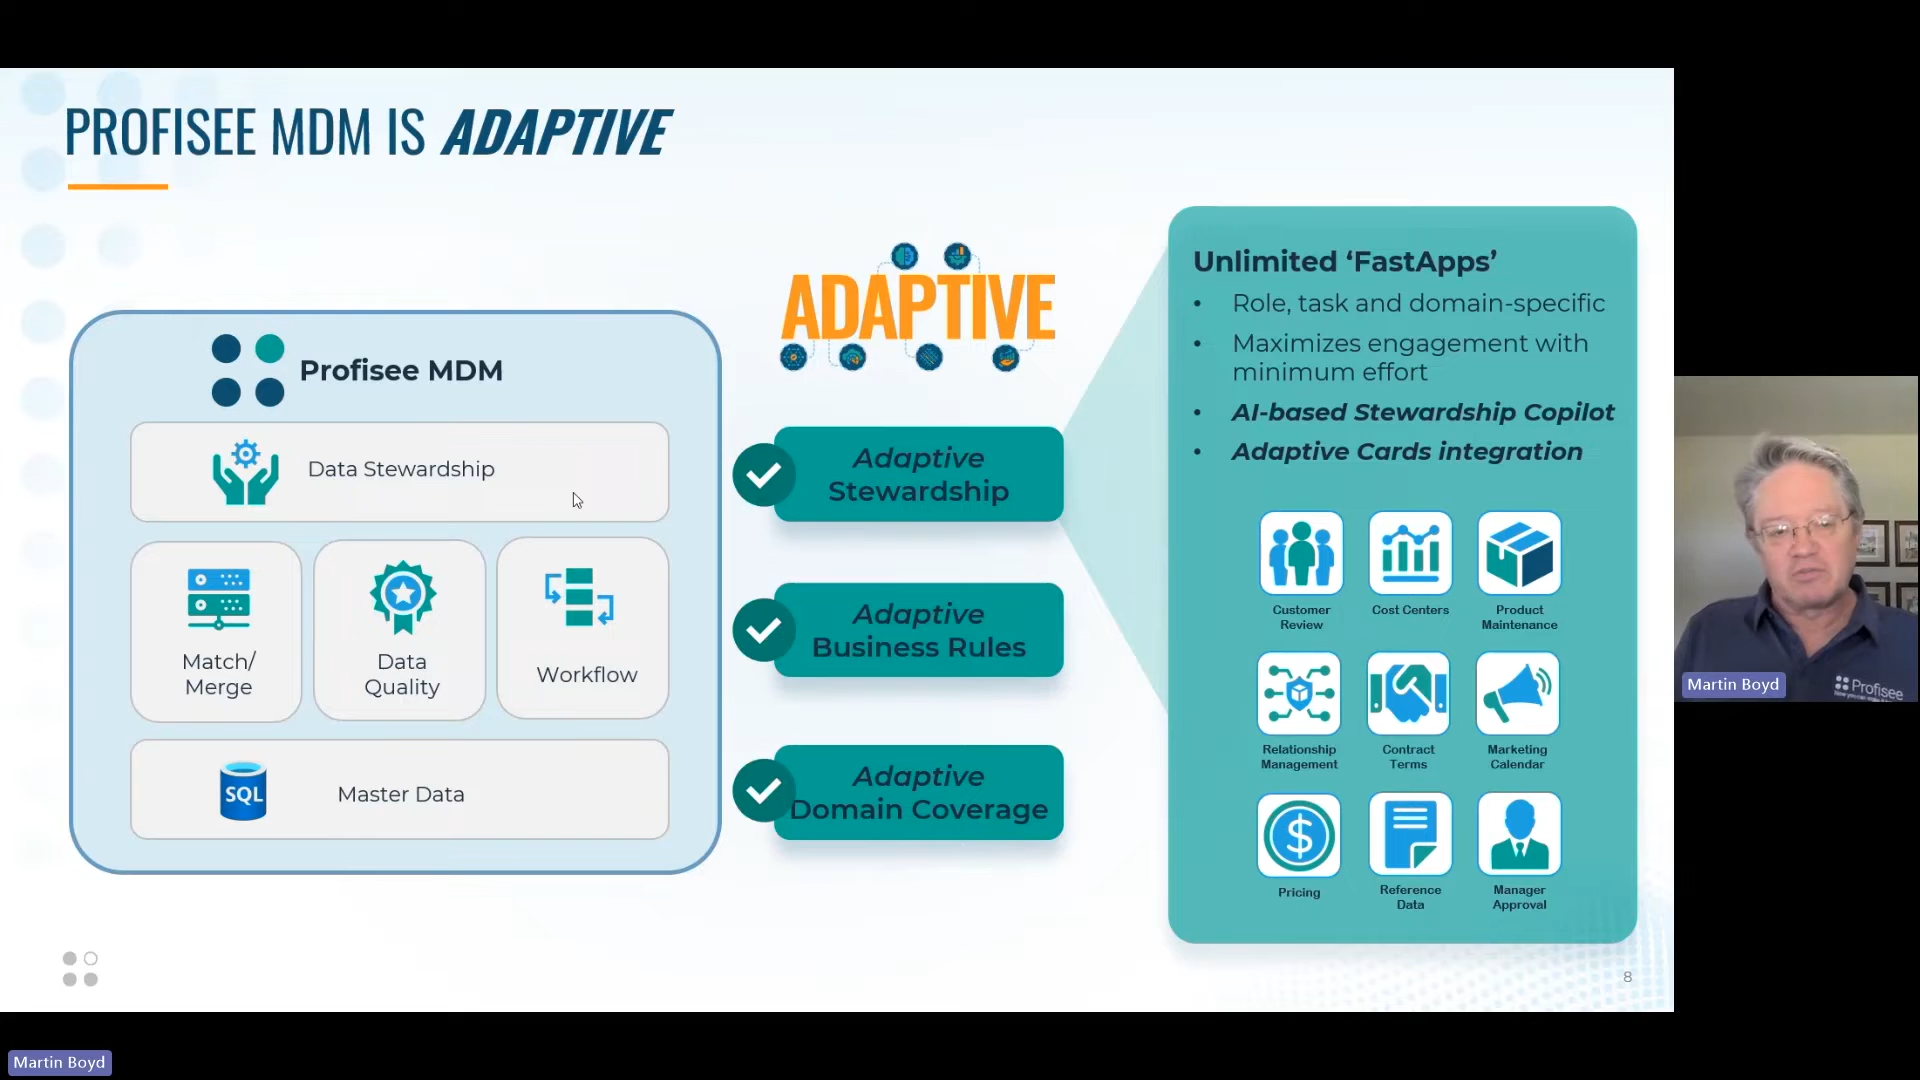 PROFISEE MDM IS ADAPTIVE
Profisee MDM
Data Stewardship
Match/
Merge
Data
Quality
Workflow
SQL
Master Data
ADAPTIVE
Adaptive
Stewardship
Adaptive
Business Rules
Adaptive
Domain Coverage
Unlimited ‘FastApps’
• Role, task and domain-specific
• Maximizes engagement with
minimum effort
• AI-based Stewardship Copilot
• Adaptive Cards integration
Customer
Review
Cost Centers
Product
Maintenance
Relationship
Management
Contract
Terms
Marketing
Calendar
$
Pricing
Reference
Data
Manager
Approval
8
Martin Boyd
Profisee
Martin Boyd